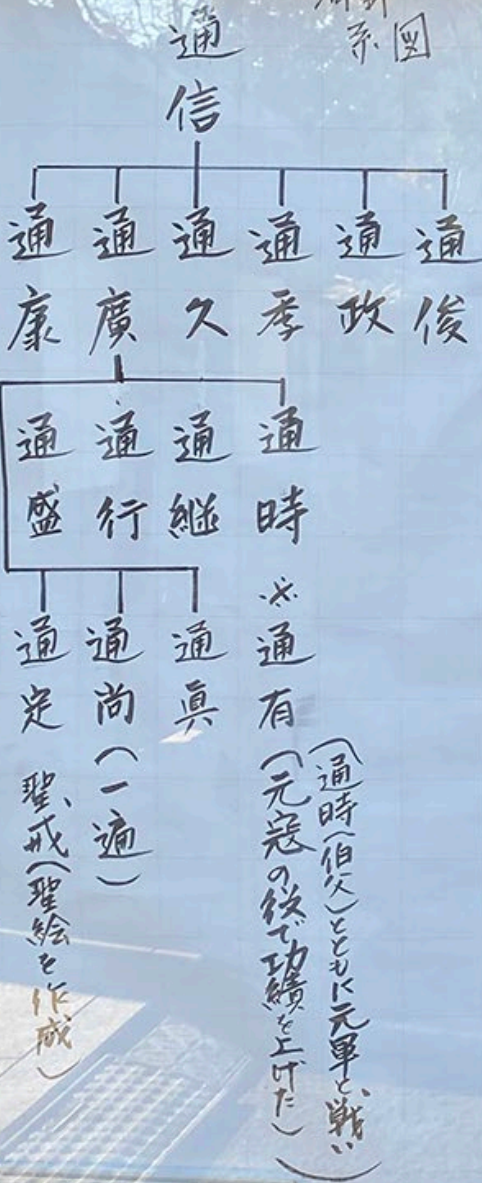 系図
通信
通俊
通政
通季
通久
通廣
通康
通時
通継
通行
通盛
※通有
(通時(伯父)とともに元軍と、戦い)
(元寇の役で功績を上げた)
通真
通尚(一遍)
通定
聖、戒(聖絵を作成)